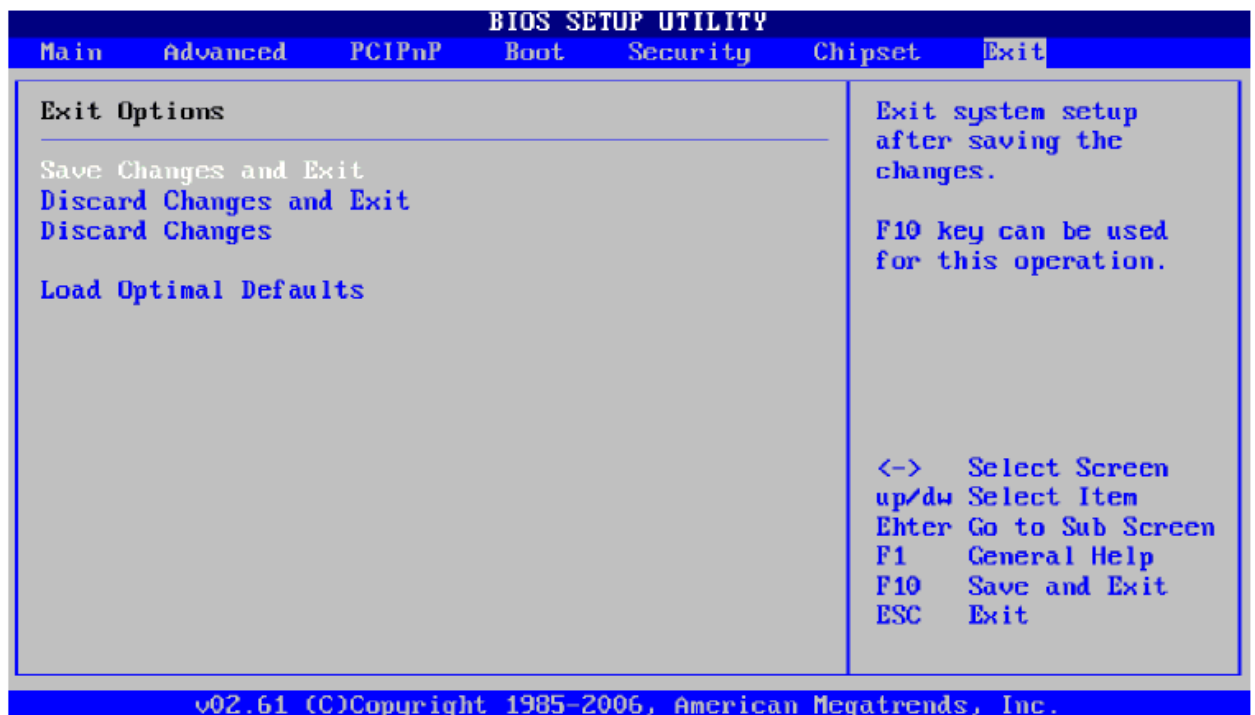 BIOS SETUP UTILITY
Main Advanced PCIPnP Boot Security Chipset Exit
Exit Options
Save Changes and Exit
Discard Changes and Exit
Discard Changes
Load Optimal Defaults
Exit system setup
after saving the
changes.
F10 key can be used
for this operation.
<-> Select Screen
up/dw Select Item
Ehter Go to Sub Screen
F1 General Help
F10 Save and Exit
ESC Exit
v02.61 (C)Copyright 1985-2006, American Megatrends, Inc.